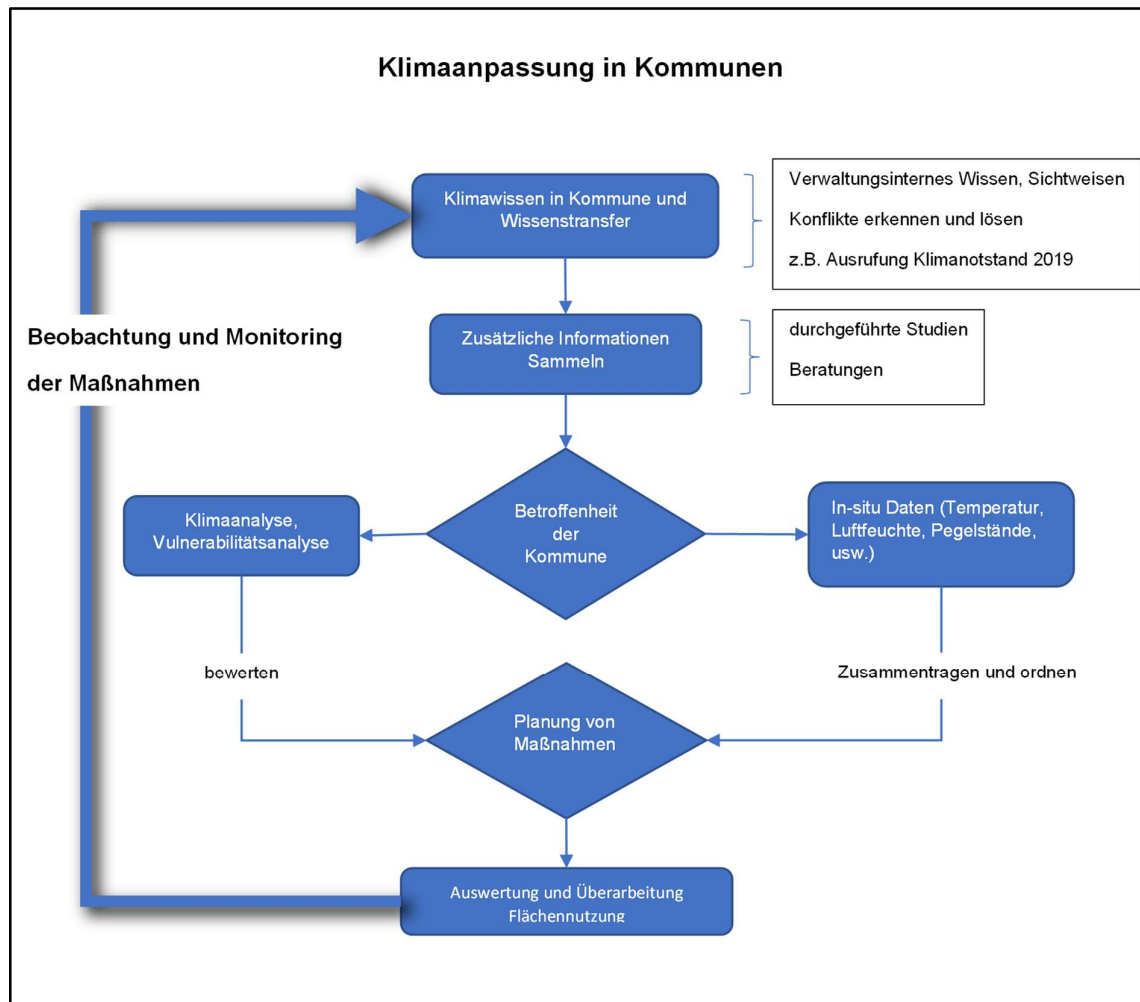 Klimaanpassung in Kommunen
Klimawissen in Kommune und
Wissenstransfer
Verwaltungsinternes Wissen, Sichtweisen
Konflikte erkennen und lösen
z.B. Ausrufung Klimanotstand 2019
Beobachtung und Monitoring
der Maßnahmen
Zusätzliche Informationen
Sammeln
durchgeführte Studien
Beratungen
Klimaanalyse,
Vulnerabilitätsanalyse
Betroffenheit
der
Kommune
In-situ Daten (Temperatur,
Luftfeuchte, Pegelstände,
usw.)
bewerten
Zusammentragen und ordnen
Planung von
Maßnahmen
Auswertung und Überarbeitung
Flächennutzung